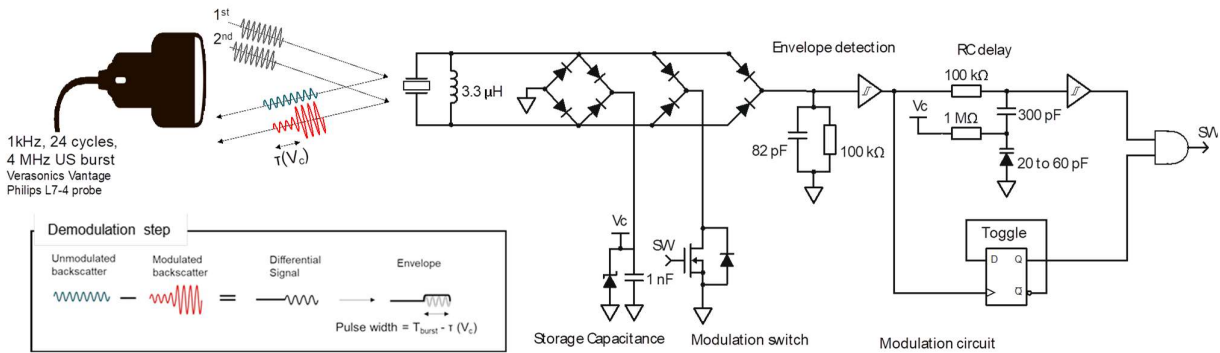 1st
2nd
τ(Vc)
1kHz, 24 cycles,
4 MHz US burst
Verasonics Vantage
Philips L7-4 probe
3.3 µH
Envelope detection
82 pF
100 kΩ
RC delay
100 kΩ
Vc
1 MΩ
300 pF
20 to 60 pF
SW
Toggle
D Q
Q
Modulation circuit
Vc
1 nF
Storage Capacitance
SW
Modulation switch
Demodulation step
Unmodulated
backscatter
Modulated
backscatter
Differential
Signal
Envelope
Pulse width = Tburst - τ (Vc)